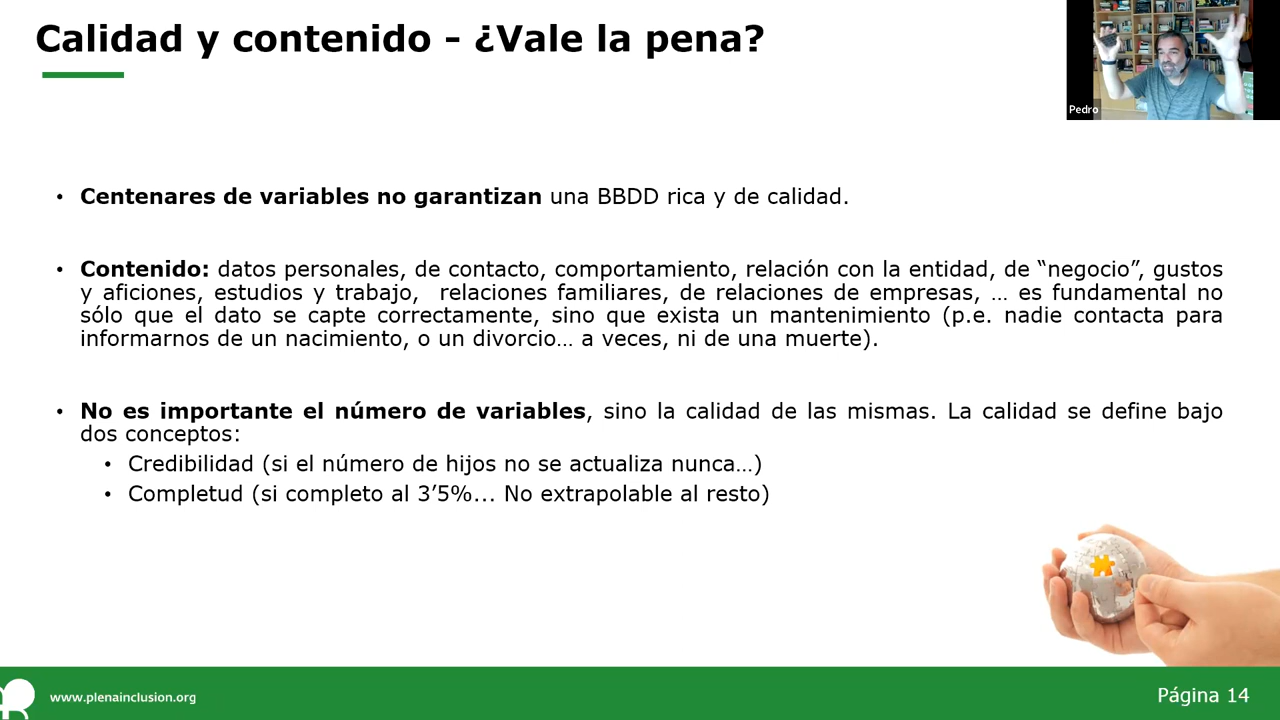 Calidad y contenido - ¿Vale la pena?
Pedro
• Centenares de variables no garantizan una BBDD rica y de calidad.
• Contenido: datos personales, de contacto, comportamiento, relación con la entidad, de “negocio”, gustos
y aficiones, estudios y trabajo, relaciones familiares, de relaciones de empresas, … es fundamental no
sólo que el dato se capte correctamente, sino que exista un mantenimiento (p.e. nadie contacta para
informarnos de un nacimiento, o un divorcio… a veces, ni de una muerte).
• No es importante el número de variables, sino la calidad de las mismas. La calidad se define bajo
dos conceptos:
• Credibilidad (si el número de hijos no se actualiza nunca…)
• Completud (si completo al 3’5%… No extrapolable al resto)
www.plenainclusion.org
Página 14